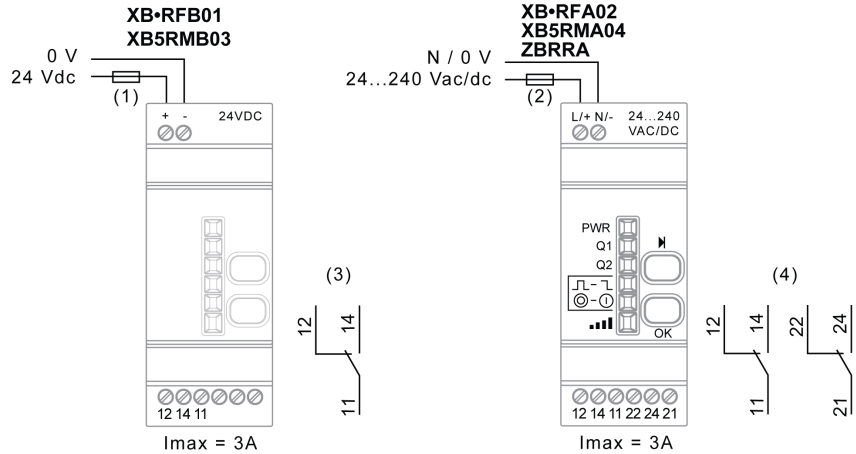 XB•RFB01
XB5RMB03
0 V
24 Vdc
(1)
+ - 24VDC
12 14 11
Imax = 3A
(3)
12
14
11
XB•RFA02
XB5RMA04
ZBRRA
N / 0 V
24...240 Vac/dc
(2)
L/+ N/- 24...240
VAC/DC
PWR
Q1
Q2
OK
12 14 11 22 24 21
Imax = 3A
(4)
12
14
11
22
24
21